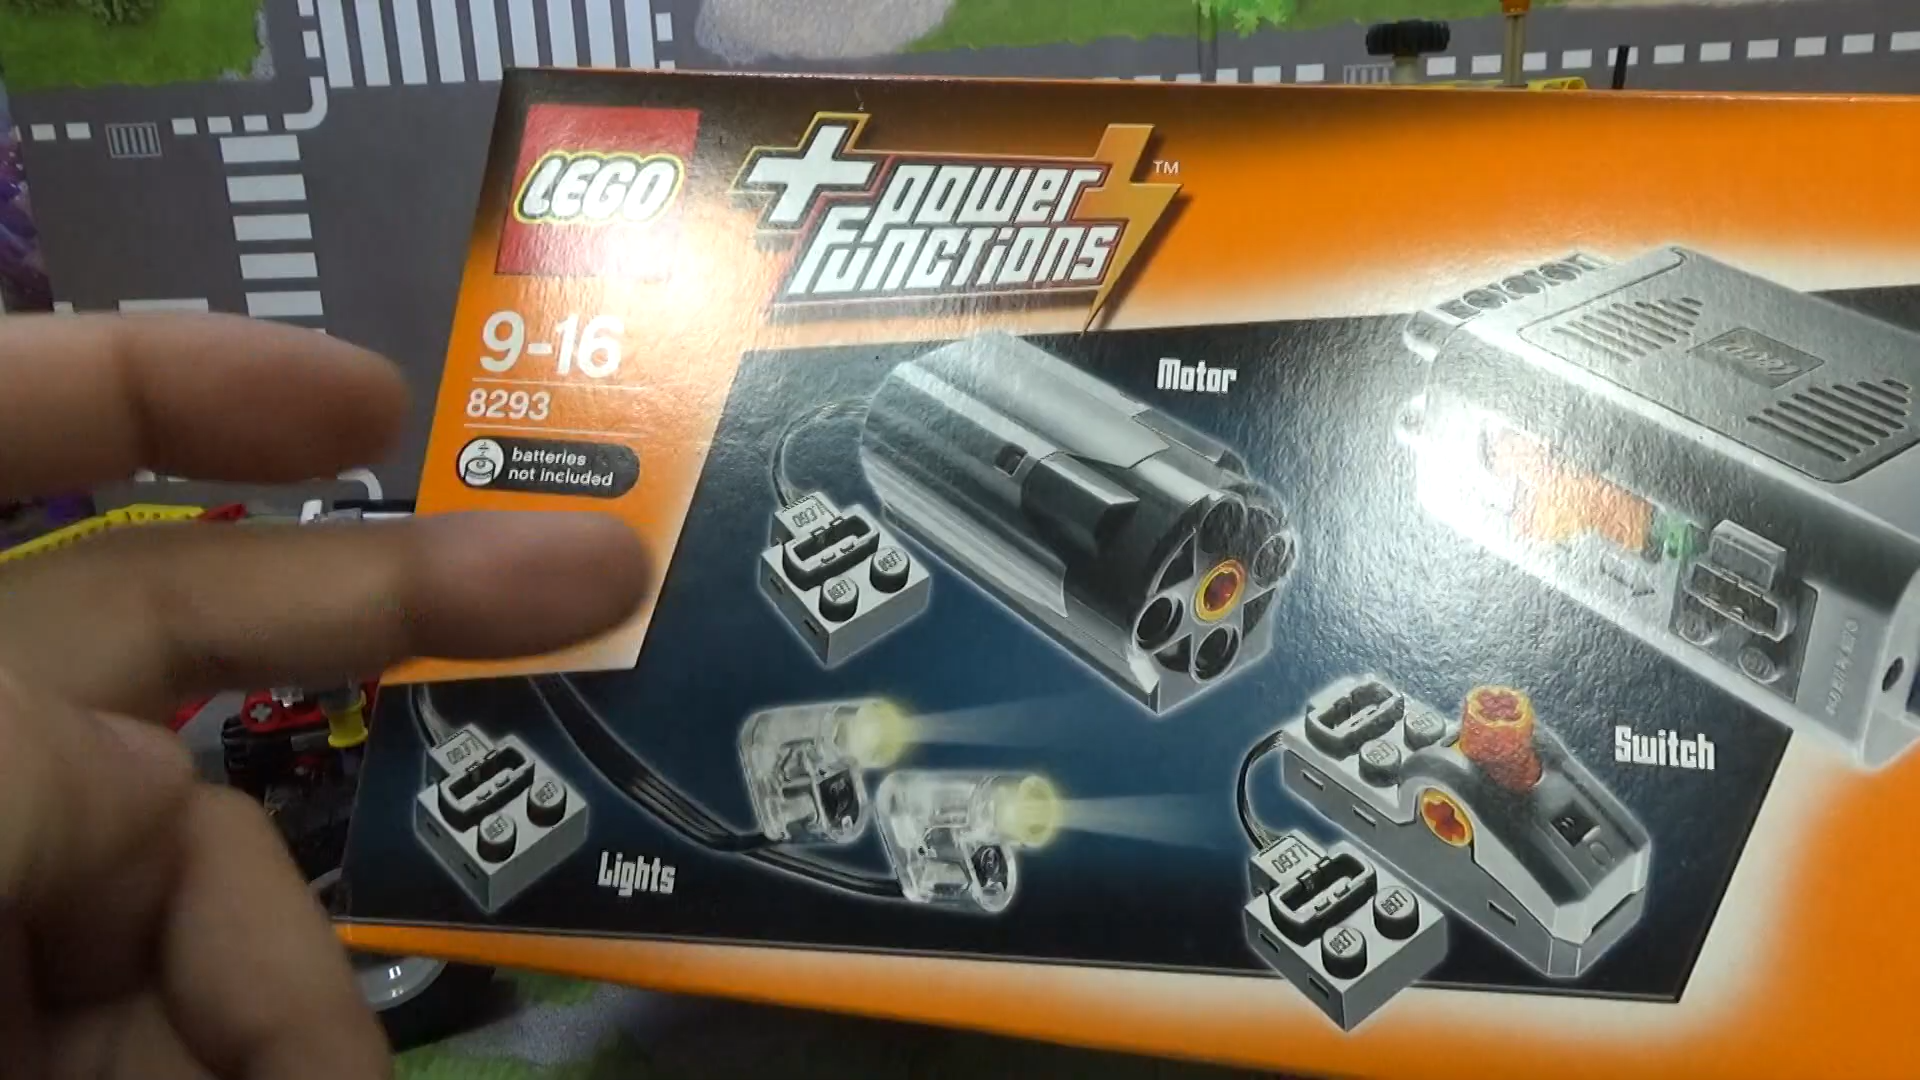 LEGO
power
Functions
TM
9-16
8293
batteries
not included
Motor
Switch
Lights